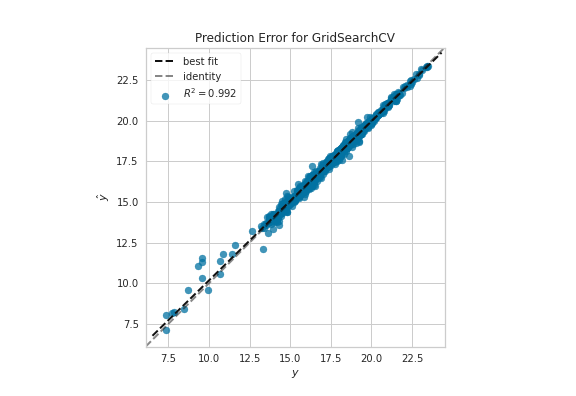 Prediction Error for GridSearchCV
best fit
identity
R² = 0.992
22.5
20.0
17.5
15.0
12.5
10.0
7.5
ŷ
7.5 10.0 12.5 15.0 17.5 20.0 22.5
y